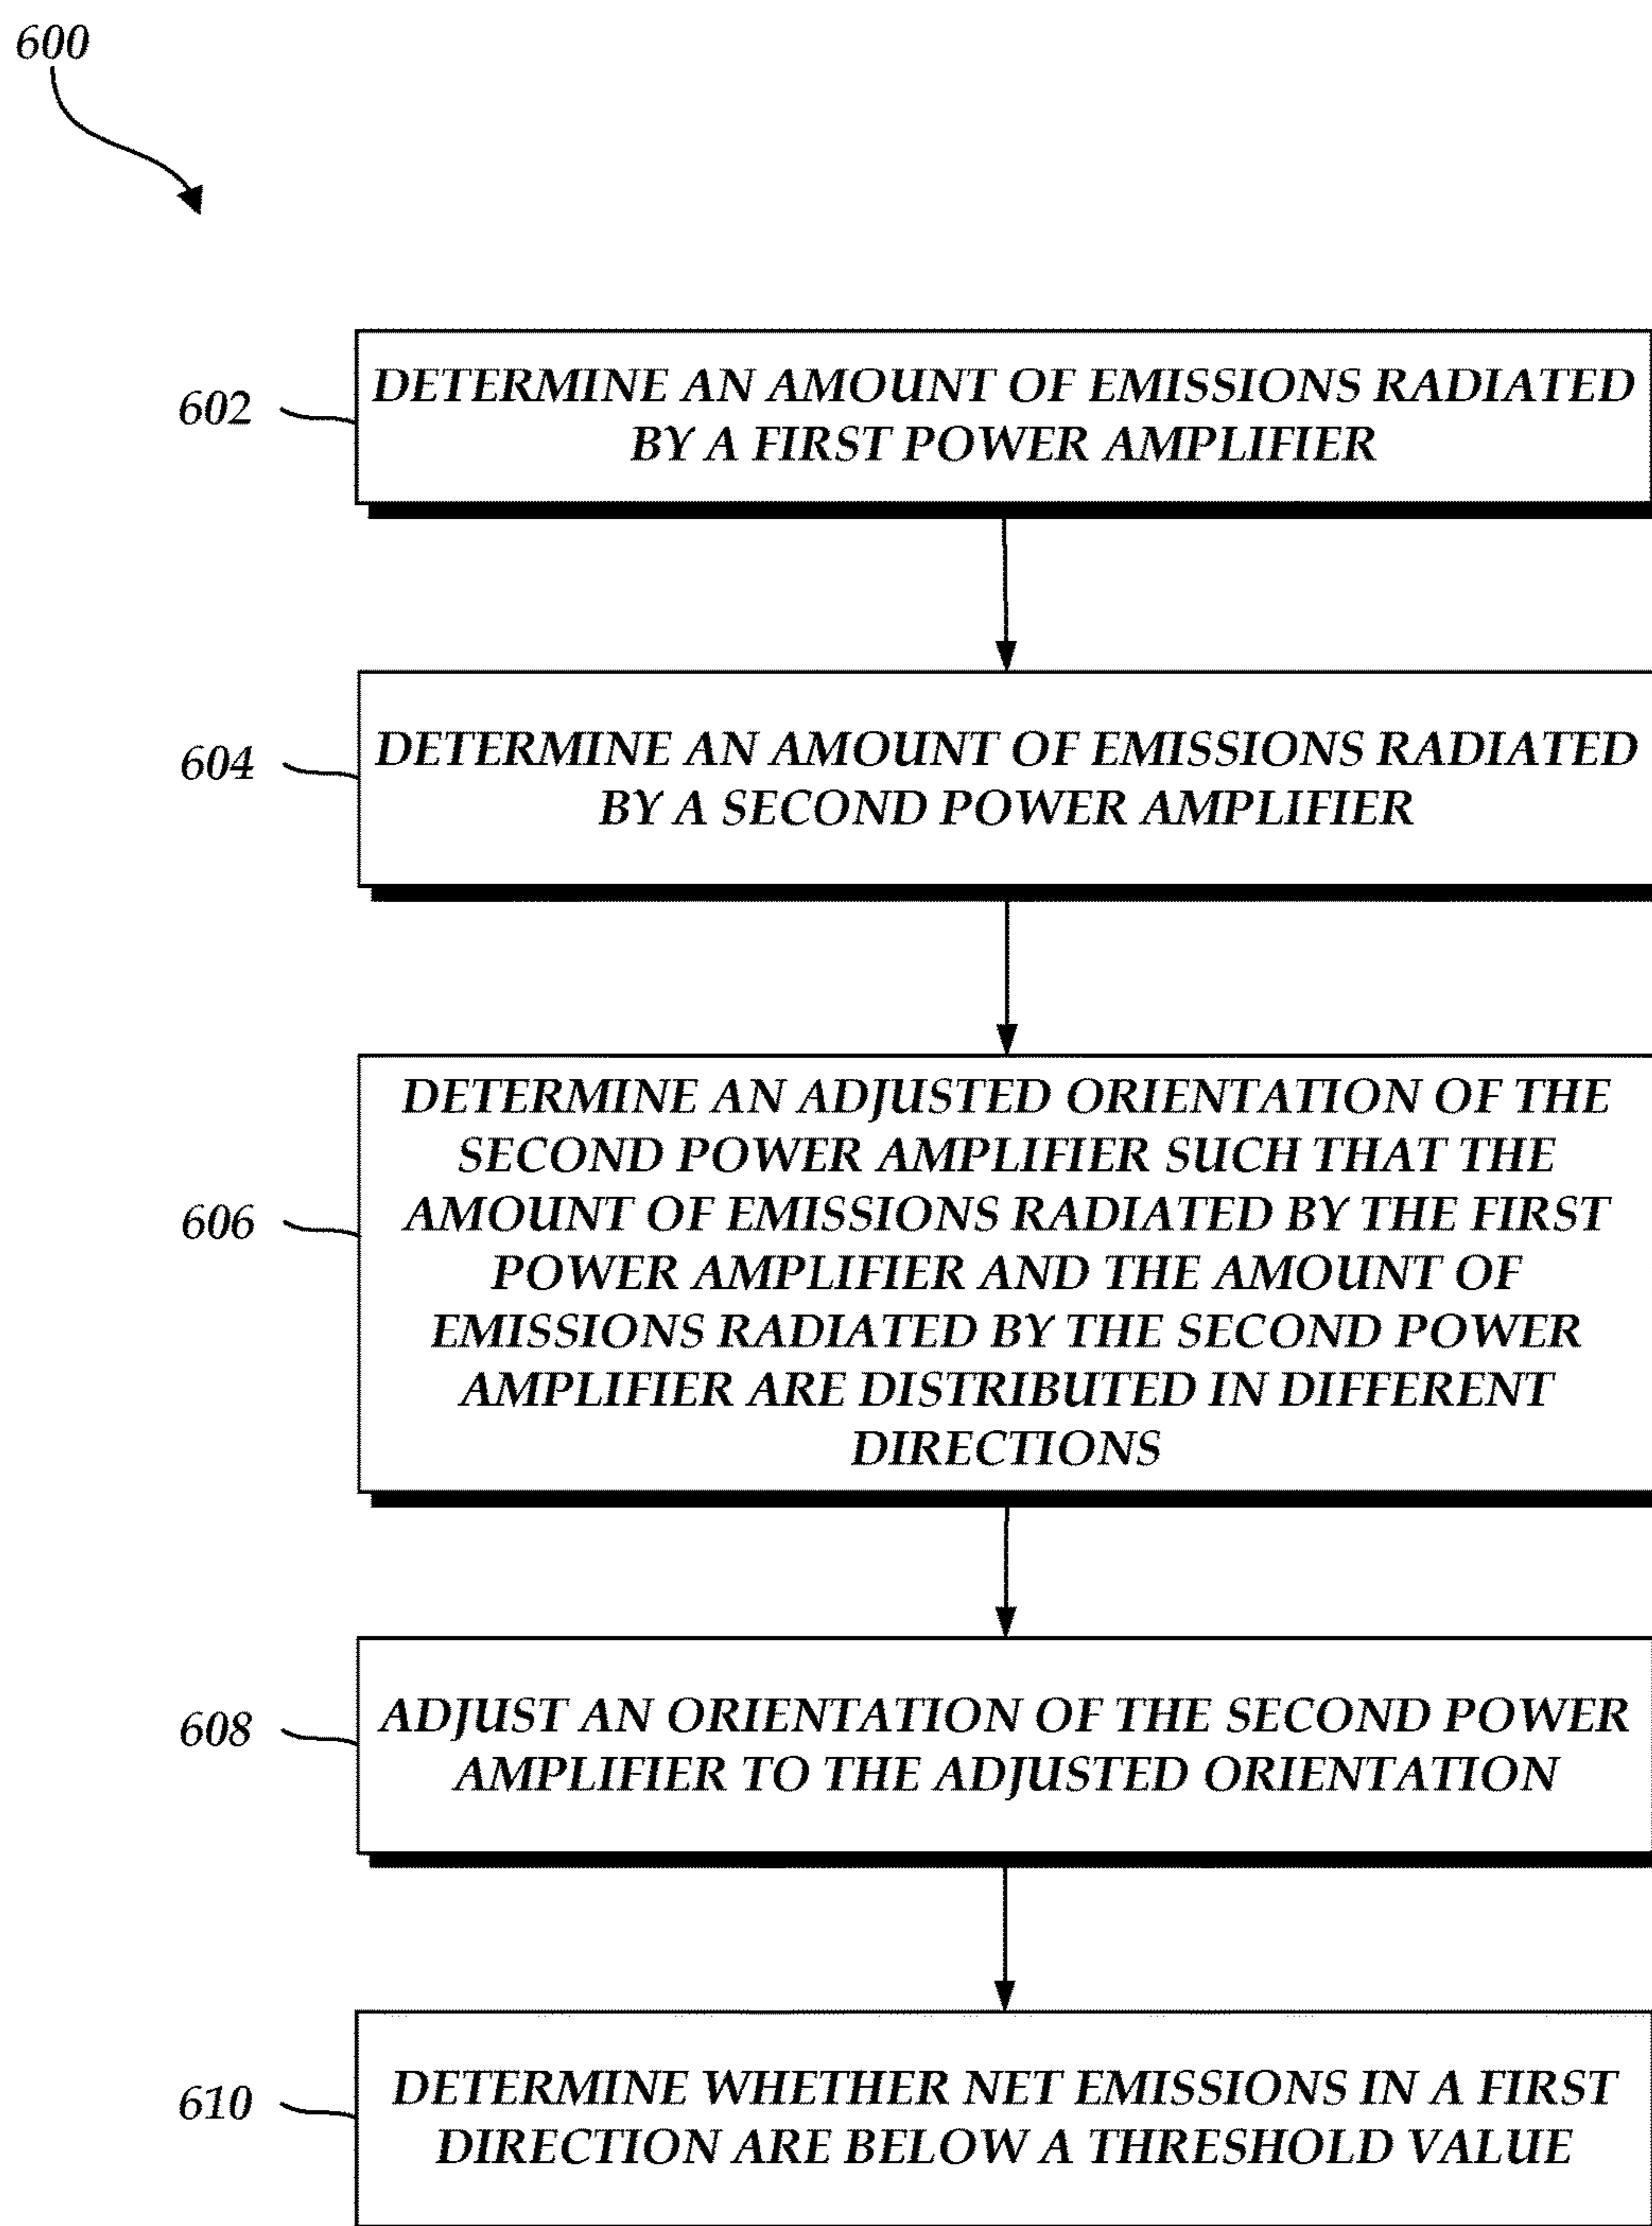 600
602
DETERMINE AN AMOUNT OF EMISSIONS RADIATED
BY A FIRST POWER AMPLIFIER
604
DETERMINE AN AMOUNT OF EMISSIONS RADIATED
BY A SECOND POWER AMPLIFIER
606
DETERMINE AN ADJUSTED ORIENTATION OF THE
SECOND POWER AMPLIFIER SUCH THAT THE
AMOUNT OF EMISSIONS RADIATED BY THE FIRST
POWER AMPLIFIER AND THE AMOUNT OF
EMISSIONS RADIATED BY THE SECOND POWER
AMPLIFIER ARE DISTRIBUTED IN DIFFERENT
DIRECTIONS
608
ADJUST AN ORIENTATION OF THE SECOND POWER
AMPLIFIER TO THE ADJUSTED ORIENTATION
610
DETERMINE WHETHER NET EMISSIONS IN A FIRST
DIRECTION ARE BELOW A THRESHOLD VALUE